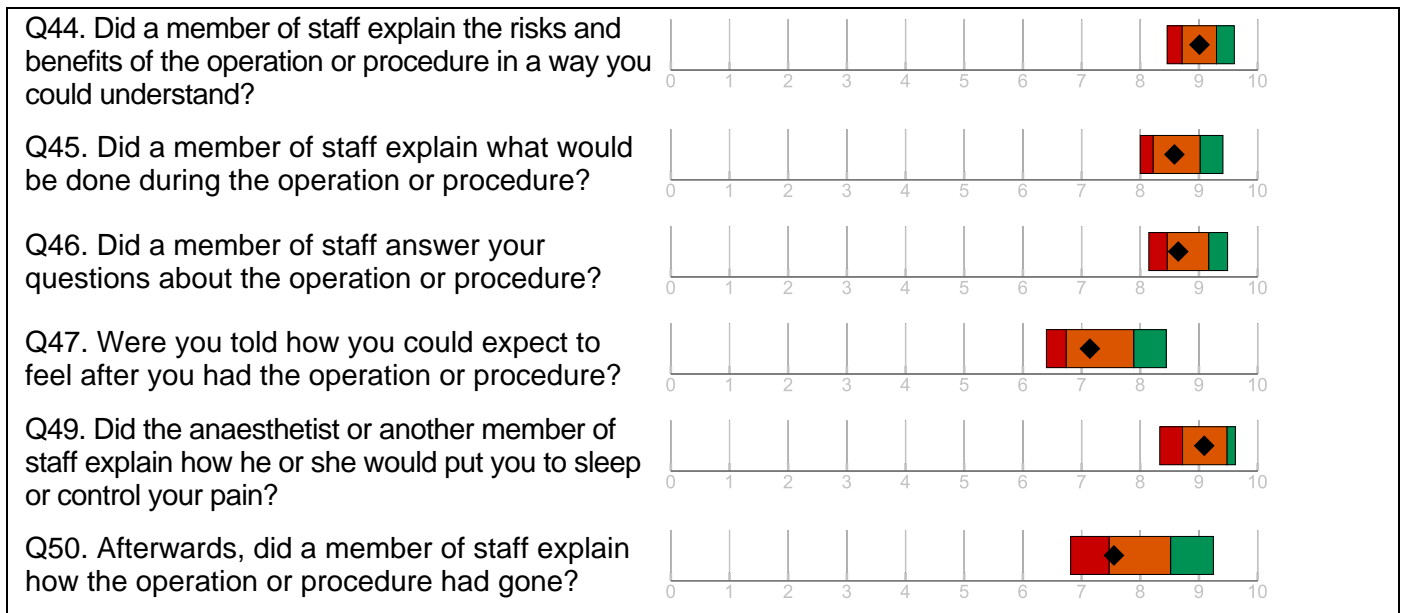 Q44. Did a member of staff explain the risks and
benefits of the operation or procedure in a way you
could understand?
0 1 2 3 4 5 6 7 8 9 10
Q45. Did a member of staff explain what would
be done during the operation or procedure?
0 1 2 3 4 5 6 7 8 9 10
Q46. Did a member of staff answer your
questions about the operation or procedure?
0 1 2 3 4 5 6 7 8 9 10
Q47. Were you told how you could expect to
feel after you had the operation or procedure?
0 1 2 3 4 5 6 7 8 9 10
Q49. Did the anaesthetist or another member of
staff explain how he or she would put you to sleep
or control your pain?
0 1 2 3 4 5 6 7 8 9 10
Q50. Afterwards, did a member of staff explain
how the operation or procedure had gone?
0 1 2 3 4 5 6 7 8 9 10